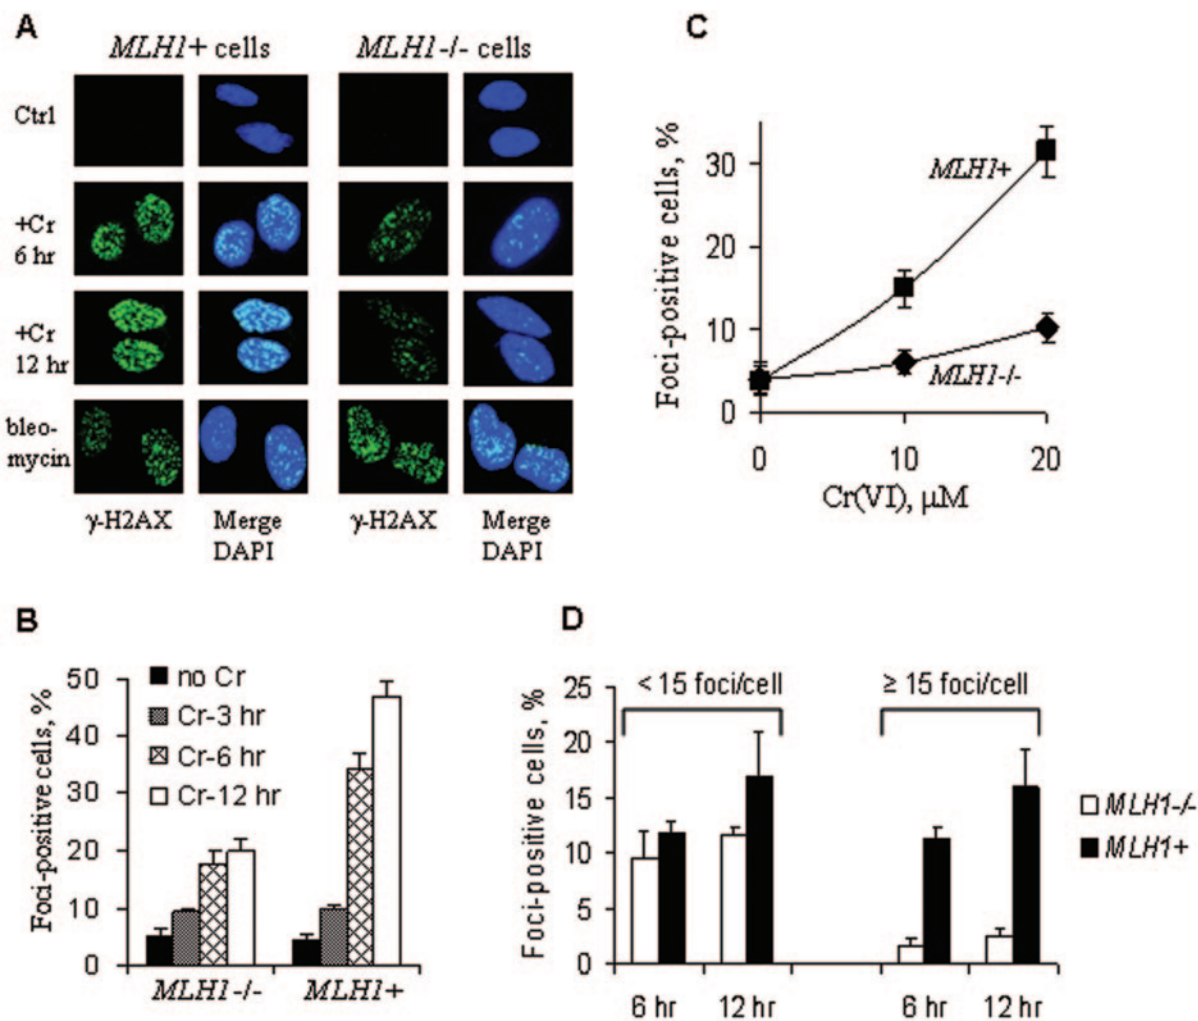 A
MLH1+ cells
MLH1-/- cells
Ctrl
+Cr
6 hr
+Cr
12 hr
bleo-
mycin
γ-H2AX
Merge
DAPI
γ-H2AX
Merge
DAPI
C
Foci-positive cells, %
30
20
10
0
MLH1+
MLH1-/-
0
10
20
Cr(VI), μM
B
Foci-positive cells, %
50
40
30
20
10
0
no Cr
Cr-3 hr
Cr-6 hr
Cr-12 hr
MLH1-/-
MLH1+
D
Foci-positive cells, %
25
20
15
10
5
0
< 15 foci/cell
≥ 15 foci/cell
6 hr
12 hr
6 hr
12 hr
MLH1-/-
MLH1+